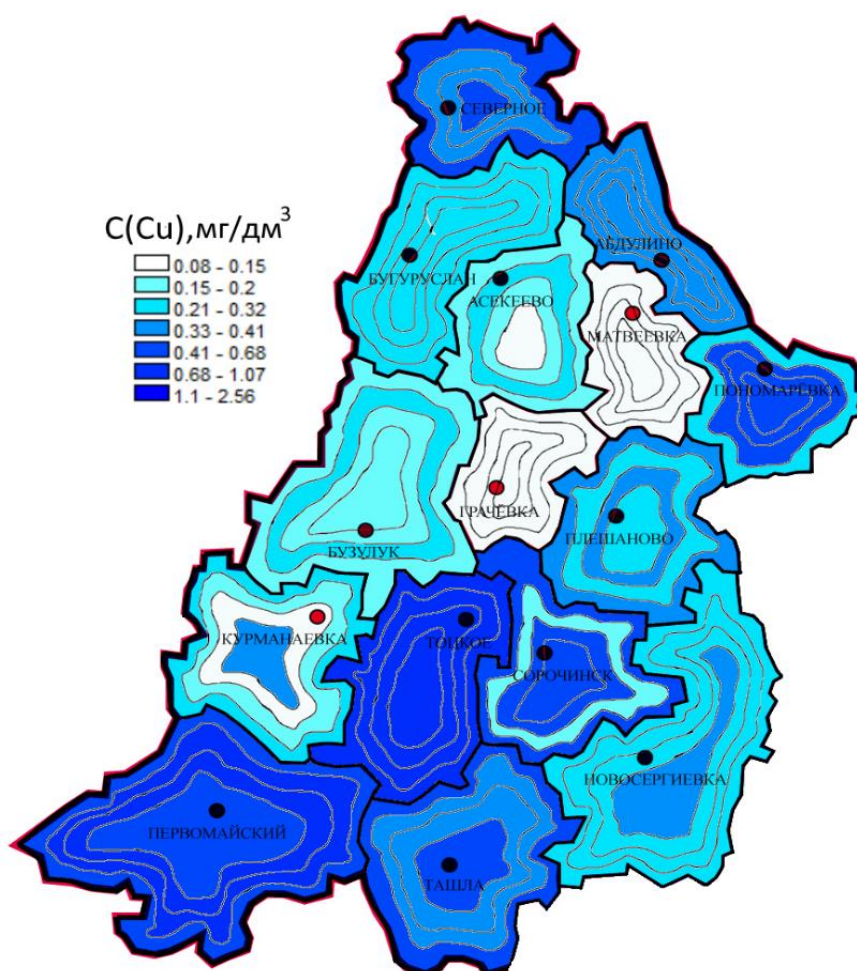 СЕВЕРНОЕ
C(Cu),мг/дм³
0.08 - 0.15
0.15 - 0.2
0.21 - 0.32
0.33 - 0.41
0.41 - 0.68
0.68 - 1.07
1.1 - 2.56
АБДУЛИНО
БУГУРУСЛАН
АСЕКЕЕВО
МАТВЕЕВКА
ПОНОМАРЁВКА
ГРАЧЁВКА
ПЛЕШАНОВО
БУЗУЛУК
КУРМАНАЕВКА
ТОЦКОЕ
СОРОЧИНСК
НОВОСЕРГИЕВКА
ПЕРВОМАЙСКИЙ
ТАШЛА